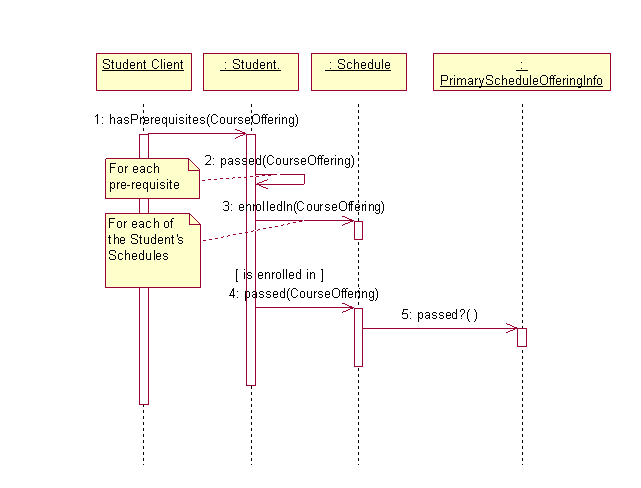 Student Client
: Student.
: Schedule
:
PrimaryScheduleOfferingInfo
1: hasPrerequisites(CourseOffering)
2: passed(CourseOffering)
For each
pre-requisite
3: enrolledIn(CourseOffering)
For each of
the Student's
Schedules
[ is enrolled in ]
4: passed(CourseOffering)
5: passed?( )